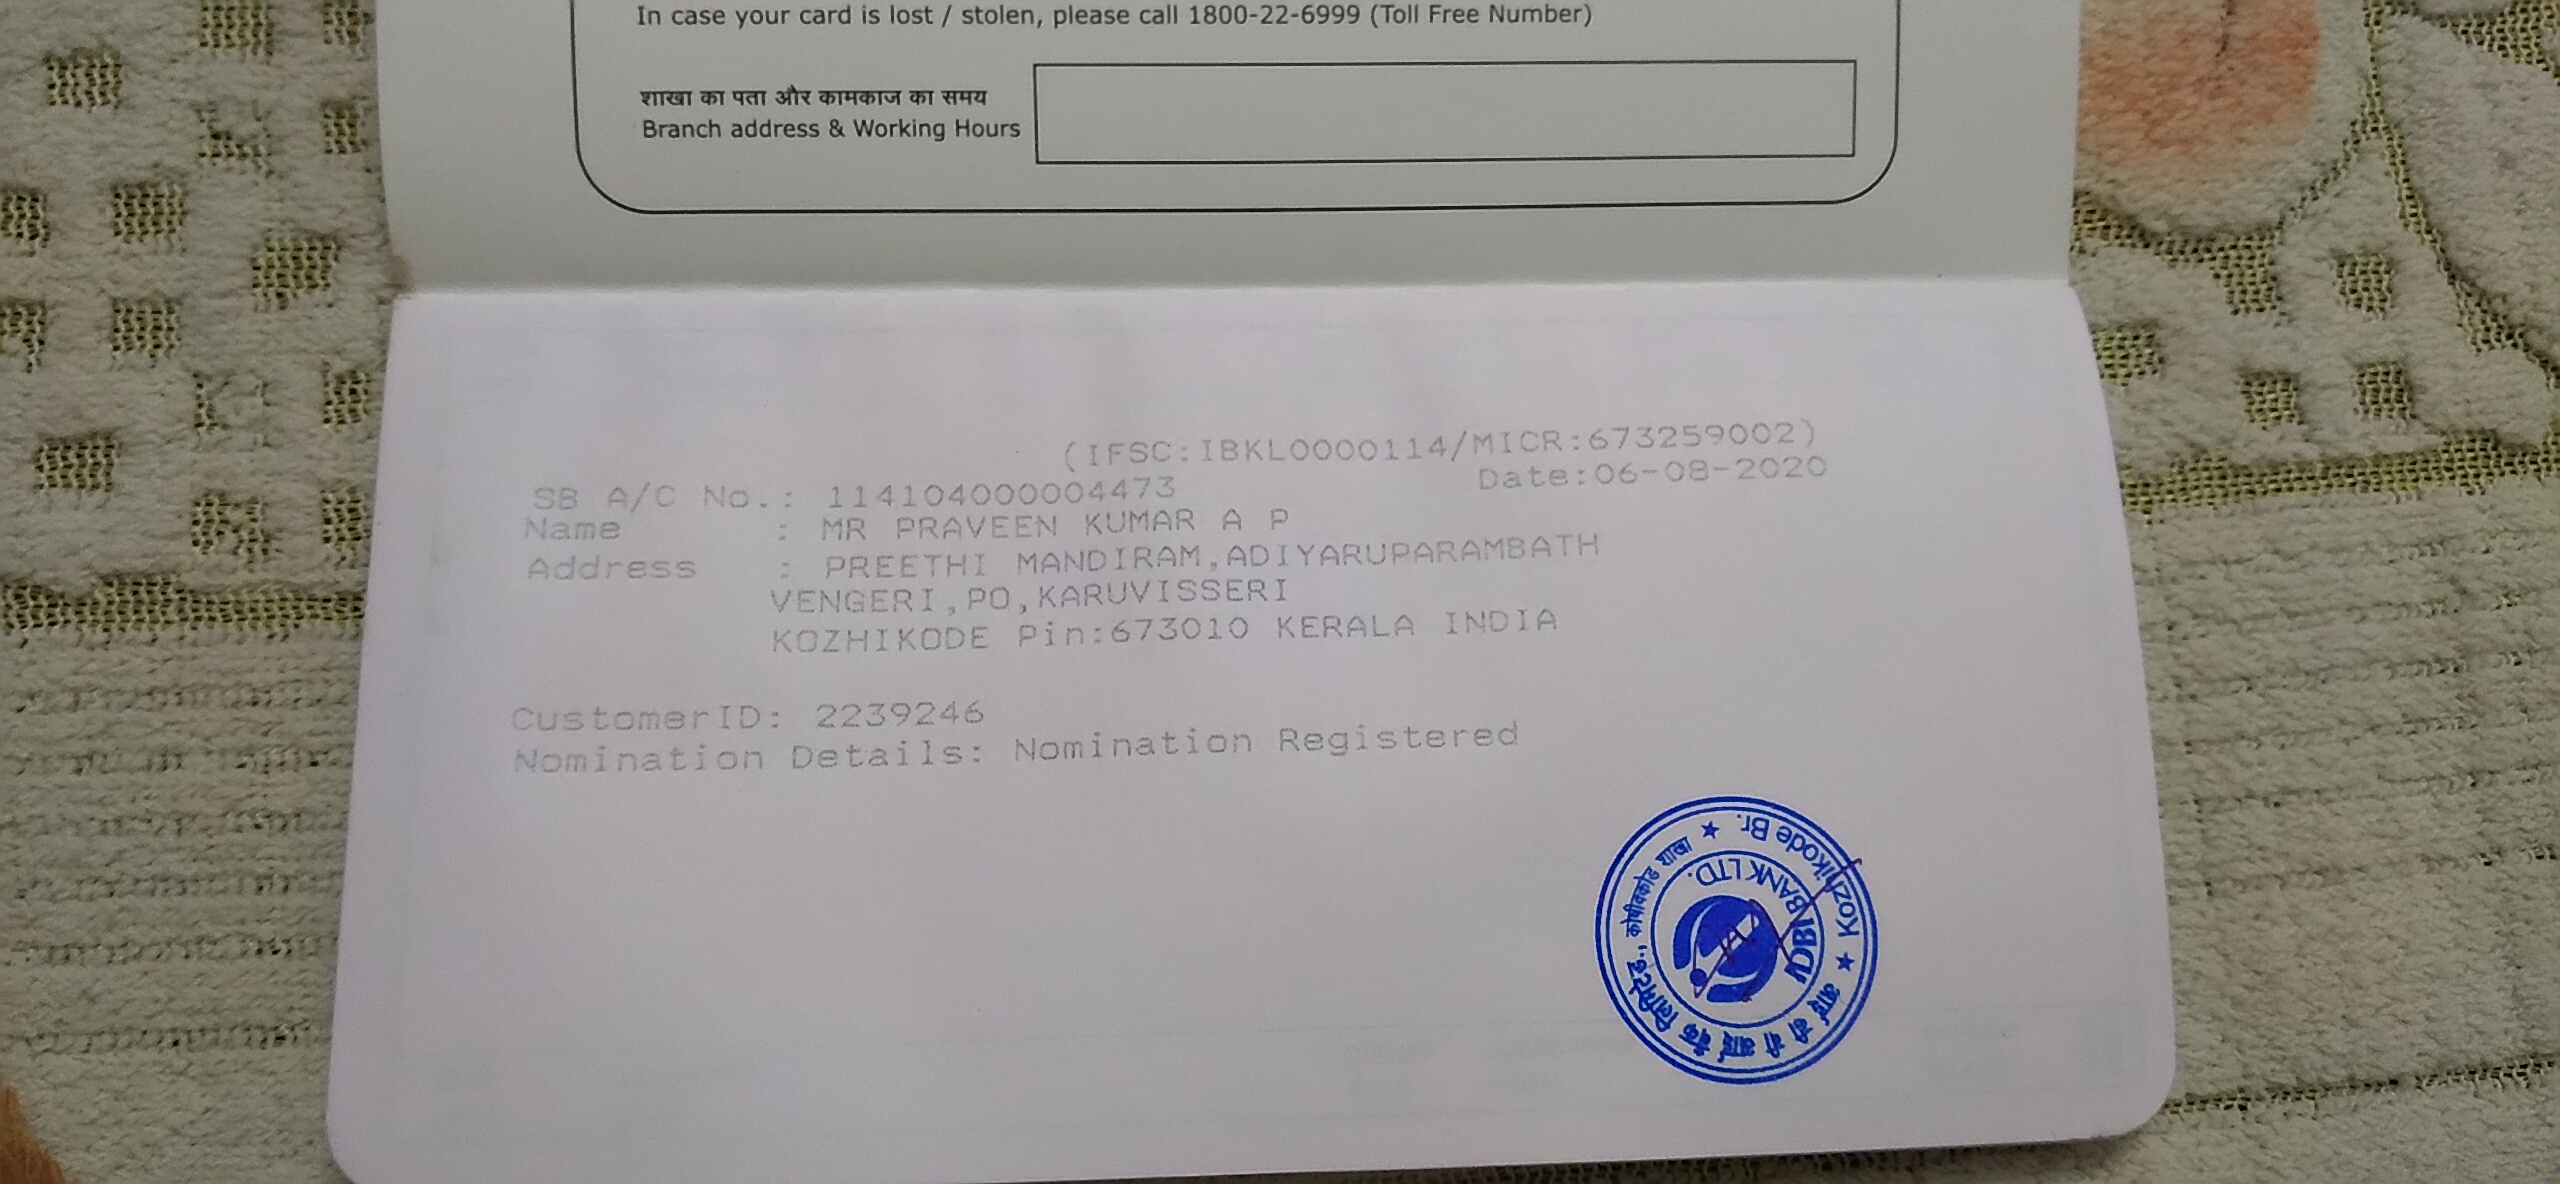 In case your card is lost / stolen, please call 1800-22-6999 (Toll Free Number)
शाखा का पता और कामकाज का समय
Branch address & Working Hours
(IFSC:IBKL0000114/MICR:673259002)
Date:06-08-2020
SB A/C No.: 0114104000004473
Name : MR PRAVEEN KUMAR A P
Address : PREETHI MANDIRAM,ADIYARUPARAMBATH
VENGERI,PO,KARUVISSERI
KOZHIKODE Pin:673010 KERALA INDIA
CustomerID: 2239246
Nomination Details: Nomination Registered
आई डी बी आई बैंक लिमिटेड, कोषीक्कोड शाखा
★ Kozhikode Br. ★
IDBI BANK LTD.